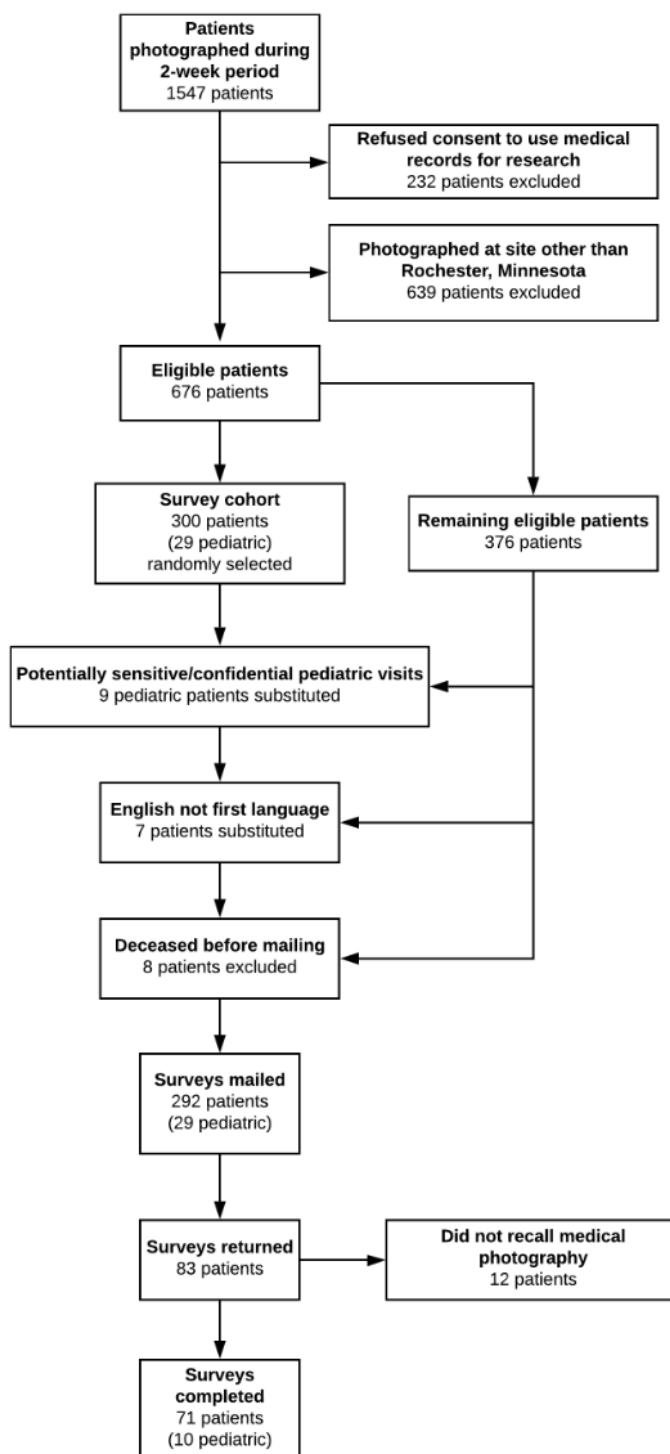 Patients
photographed during
2-week period
1547 patients
Refused consent to use medical
records for research
232 patients excluded
Photographed at site other than
Rochester, Minnesota
639 patients excluded
Eligible patients
676 patients
Survey cohort
300 patients
(29 pediatric)
randomly selected
Remaining eligible patients
376 patients
Potentially sensitive/confidential pediatric visits
9 pediatric patients substituted
English not first language
7 patients substituted
Deceased before mailing
8 patients excluded
Surveys mailed
292 patients
(29 pediatric)
Surveys returned
83 patients
Did not recall medical
photography
12 patients
Surveys
completed
71 patients
(10 pediatric)